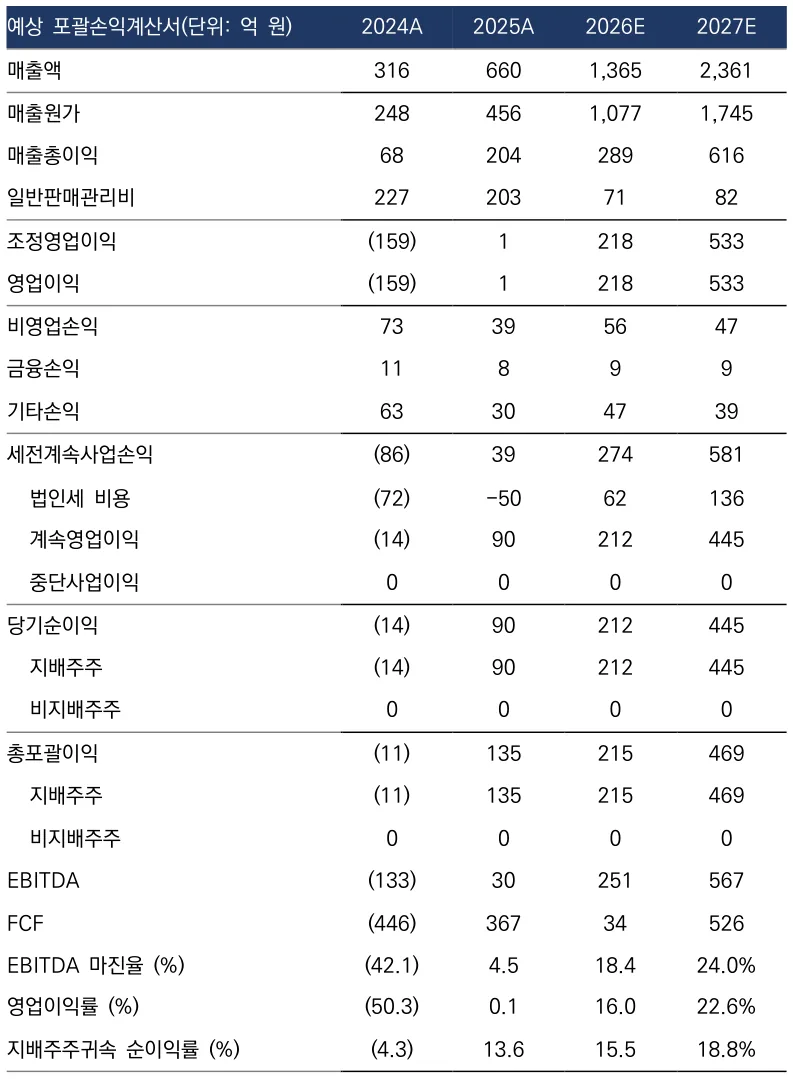 예상 포괄손익계산서(단위: 억 원) 2024A 2025A 2026E 2027E
매출액 316 660 1,365 2,361
매출원가 248 456 1,077 1,745
매출총이익 68 204 289 616
일반판매관리비 227 203 71 82
조정영업이익 (159) 1 218 533
영업이익 (159) 1 218 533
비영업손익 73 39 56 47
금융손익 11 8 9 9
기타손익 63 30 47 39
세전계속사업손익 (86) 39 274 581
법인세 비용 (72) -50 62 136
계속영업이익 (14) 90 212 445
중단사업이익 0 0 0 0
당기순이익 (14) 90 212 445
지배주주 (14) 90 212 445
비지배주주 0 0 0 0
총포괄이익 (11) 135 215 469
지배주주 (11) 135 215 469
비지배주주 0 0 0 0
EBITDA (133) 30 251 567
FCF (446) 367 34 526
EBITDA 마진율 (%) (42.1) 4.5 18.4 24.0%
영업이익률 (%) (50.3) 0.1 16.0 22.6%
지배주주귀속 순이익률 (%) (4.3) 13.6 15.5 18.8%